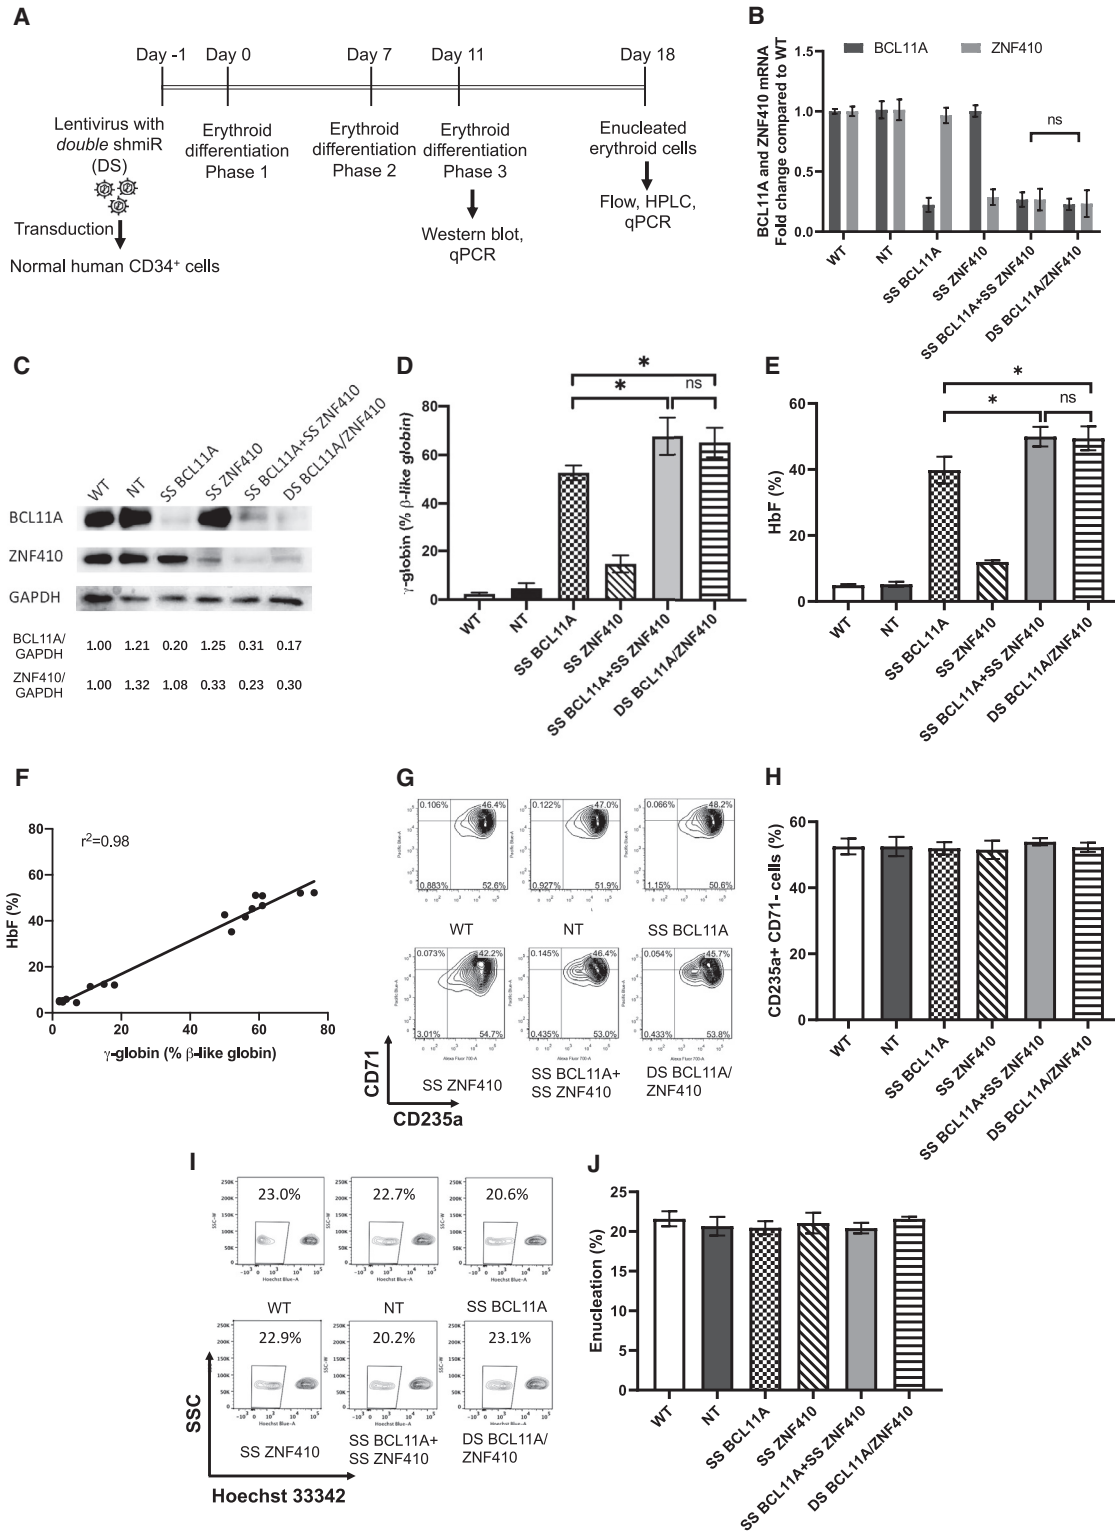 A
Day -1
Day 0
Day 7
Day 11
Day 18
Lentivirus with
double shmiR
(DS)
Transduction
Normal human CD34+ cells
Erythroid
differentiation
Phase 1
Erythroid
differentiation
Phase 2
Erythroid
differentiation
Phase 3
Western blot,
qPCR
Enucleated
erythroid cells
Flow, HPLC,
qPCR
B
BCL11A and ZNF410 mRNA
Fold change compared to WT
BCL11A
ZNF410
1.5
1.0
0.5
0.0
ns
WT
NT
SS BCL11A
SS ZNF410
SS BCL11A+SS ZNF410
DS BCL11A/ZNF410
C
WT
NT
SS BCL11A
SS ZNF410
SS BCL11A+SS ZNF410
DS BCL11A/ZNF410
BCL11A
ZNF410
GAPDH
BCL11A/
GAPDH
1.00 1.21 0.20 1.25 0.31 0.17
ZNF410/
GAPDH
1.00 1.32 1.08 0.33 0.23 0.30
D
γ-globin (% β-like globin)
80
60
40
20
0
*
*
ns
WT
NT
SS BCL11A
SS ZNF410
SS BCL11A+SS ZNF410
DS BCL11A/ZNF410
E
HbF (%)
60
40
20
0
*
*
ns
WT
NT
SS BCL11A
SS ZNF410
SS BCL11A+SS ZNF410
DS BCL11A/ZNF410
F
r2=0.98
HbF (%)
80
60
40
20
0
0 20 40 60 80
γ-globin (% β-like globin)
G
0.106% 46.4%
0.883% 52.6%
WT
0.122% 47.0%
0.927% 51.9%
NT
0.066% 48.2%
1.15% 50.6%
SS BCL11A
0.073% 42.2%
3.01% 54.7%
SS ZNF410
0.145% 46.4%
0.435% 53.0%
SS BCL11A+
SS ZNF410
0.054% 45.7%
0.433% 53.8%
DS BCL11A/
ZNF410
CD71
CD235a
H
CD235a+ CD71- cells (%)
60
40
20
0
WT
NT
SS BCL11A
SS ZNF410
SS BCL11A+SS ZNF410
DS BCL11A/ZNF410
I
23.0%
WT
22.7%
NT
20.6%
SS BCL11A
22.9%
SS ZNF410
20.2%
SS BCL11A+
SS ZNF410
23.1%
DS BCL11A/
ZNF410
SSC
Hoechst 33342
J
Enucleation (%)
25
20
15
10
5
0
WT
NT
SS BCL11A
SS ZNF410
SS BCL11A+SS ZNF410
DS BCL11A/ZNF410